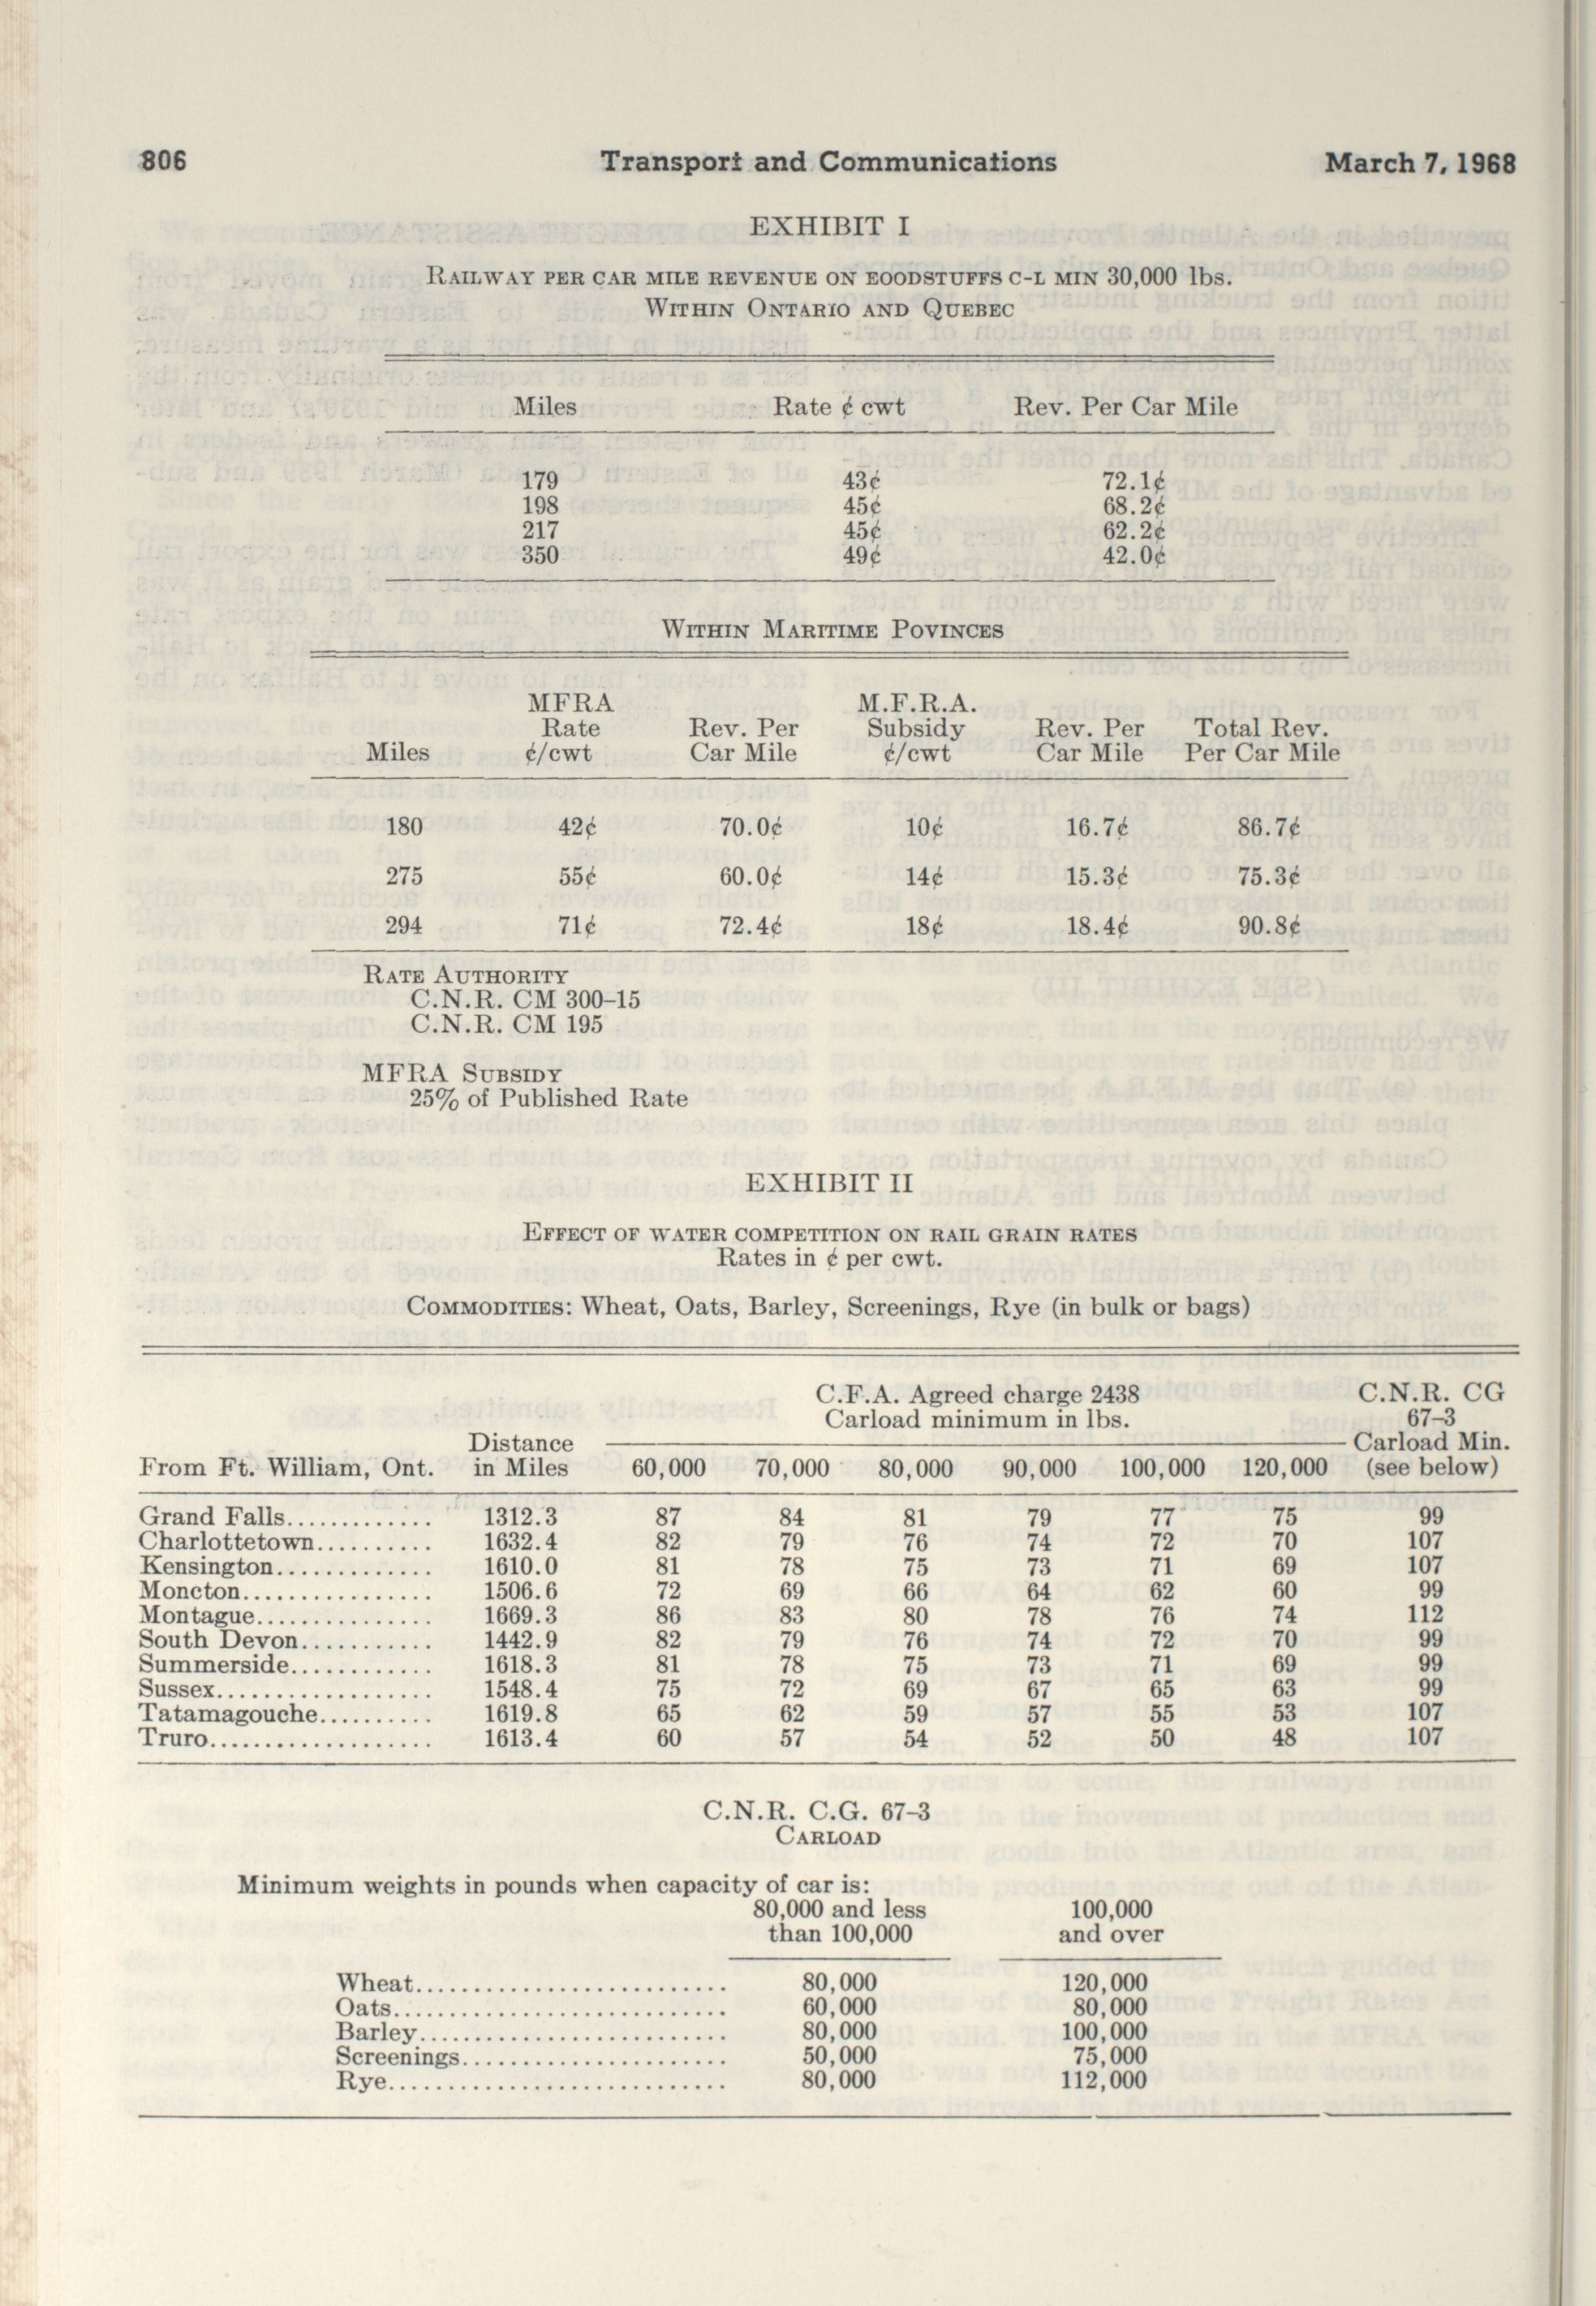 806 Transport and Communications March 7, 1968
EXHIBIT I
RAILWAY PER CAR MILE REVENUE ON EOODSTUFFS C-L MIN 30,000 lbs.
WITHIN ONTARIO AND QUEBEC
Miles Rate ¢ cwt Rev. Per Car Mile
179 43¢ 72.1¢
198 45¢ 68.2¢
217 45¢ 62.2¢
350 49¢ 42.0¢
WITHIN MARITIME POVINCES
MFRA M.F.R.A.
Rate Rev. Per Subsidy Rev. Per Total Rev.
Miles ¢/cwt Car Mile ¢/cwt Car Mile Per Car Mile
180 42¢ 70.0¢ 10¢ 16.7¢ 86.7¢
275 55¢ 60.0¢ 14¢ 15.3¢ 75.3¢
294 71¢ 72.4¢ 18¢ 18.4¢ 90.8¢
RATE AUTHORITY
C.N.R. CM 300-15
C.N.R. CM 195
MFRA SUBSIDY
25% of Published Rate
EXHIBIT II
EFFECT OF WATER COMPETITION ON RAIL GRAIN RATES
Rates in ¢ per cwt.
COMMODITIES: Wheat, Oats, Barley, Screenings, Rye (in bulk or bags)
C.F.A. Agreed charge 2438 C.N.R. CG
Carload minimum in lbs. 67-3
Distance Carload Min.
From Ft. William, Ont. in Miles 60,000 70,000 80,000 90,000 100,000 120,000 (see below)
Grand Falls............. 1312.3 87 84 81 79 77 75 99
Charlottetown.......... 1632.4 82 79 76 74 72 70 107
Kensington............. 1610.0 81 78 75 73 71 69 107
Moncton................ 1506.6 72 69 66 64 62 60 99
Montague............... 1669.3 86 83 80 78 76 74 112
South Devon........... 1442.9 82 79 76 74 72 70 99
Summerside............ 1618.3 81 78 75 73 71 69 99
Sussex.................. 1548.4 75 72 69 67 65 63 99
Tatamagouche.......... 1619.8 65 62 59 57 55 53 107
Truro................... 1613.4 60 57 54 52 50 48 107
C.N.R. C.G. 67-3
CARLOAD
Minimum weights in pounds when capacity of car is:
80,000 and less 100,000
than 100,000 and over
Wheat.......................... 80,000 120,000
Oats............................ 60,000 80,000
Barley.......................... 80,000 100,000
Screenings...................... 50,000 75,000
Rye............................ 80,000 112,000